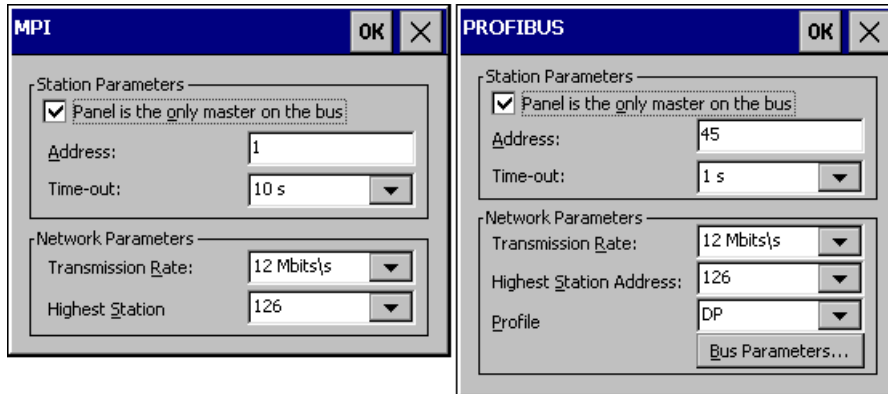 MPI OK
Station Parameters
Panel is the only master on the bus
Address: 1
Time-out: 10 s
Network Parameters
Transmission Rate: 12 Mbits\s
Highest Station 126
PROFIBUS OK
Station Parameters
Panel is the only master on the bus
Address: 45
Time-out: 1 s
Network Parameters
Transmission Rate: 12 Mbits\s
Highest Station Address: 126
Profile DP
Bus Parameters...